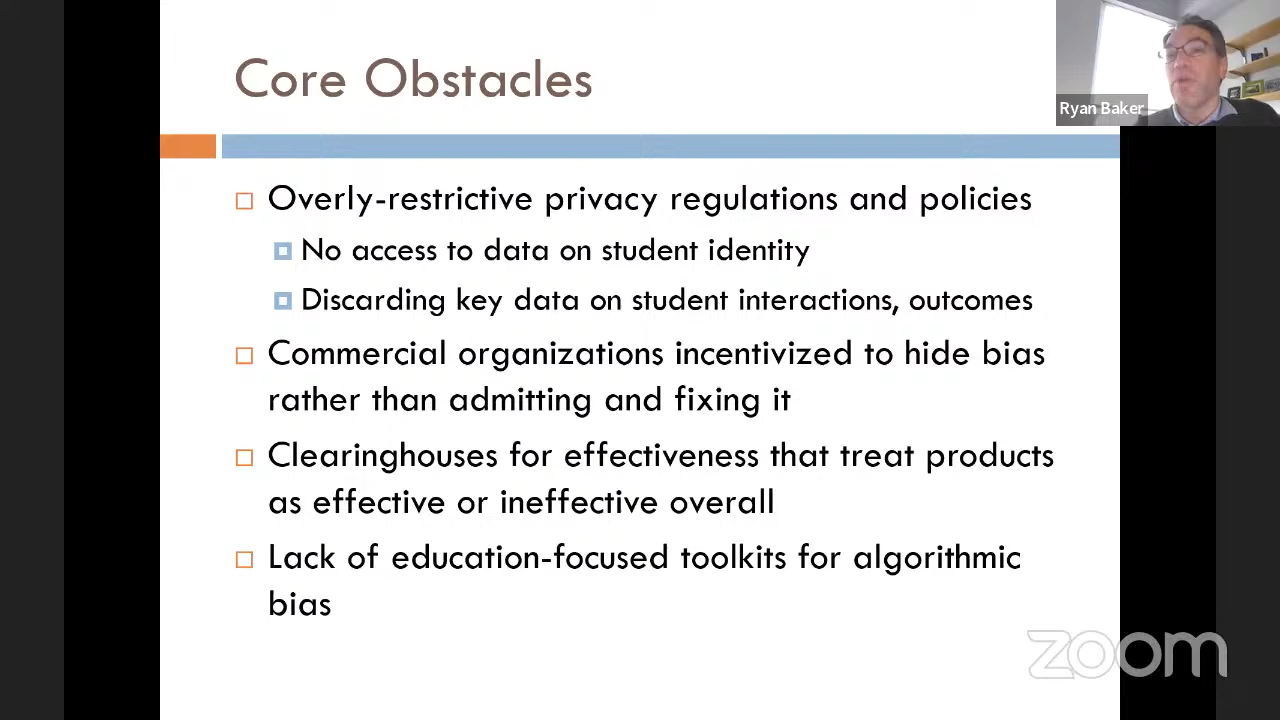 Core Obstacles
Ryan Baker
Overly-restrictive privacy regulations and policies
No access to data on student identity
Discarding key data on student interactions, outcomes
Commercial organizations incentivized to hide bias
rather than admitting and fixing it
Clearinghouses for effectiveness that treat products
as effective or ineffective overall
Lack of education-focused toolkits for algorithmic
bias
zoom